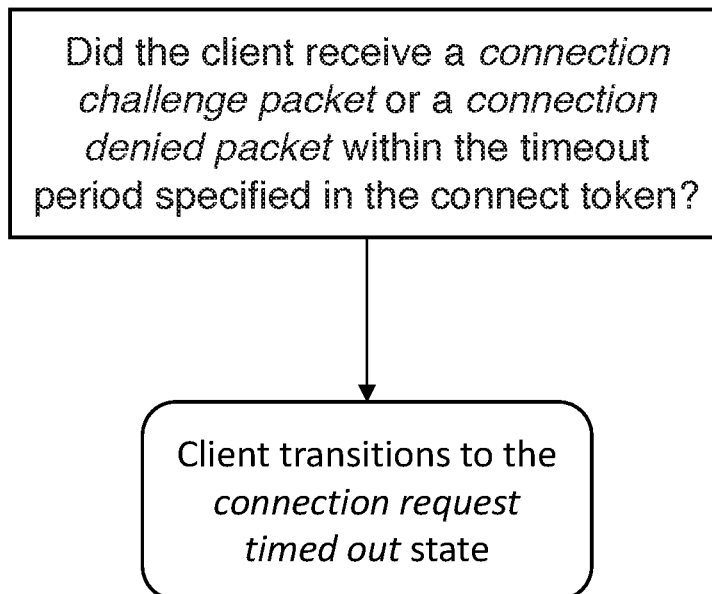 Did the client receive a connection
challenge packet or a connection
denied packet within the timeout
period specified in the connect token?
Client transitions to the
connection request
timed out state